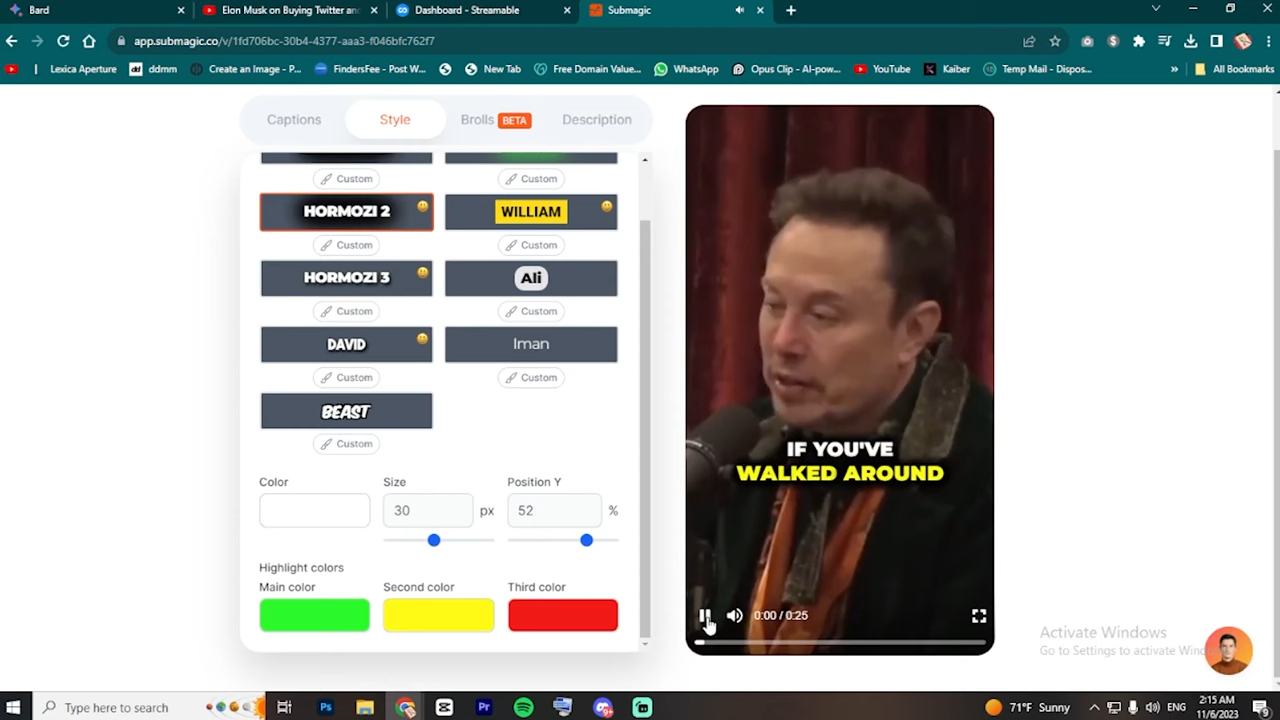 Bard
Elon Musk on Buying Twitter and
Dashboard - Streamable
Submagic
app.submagic.co/v/1fd706bc-30b4-4377-aaa3-f046bfc762f7
Lexica Aperture
dd ddmm
Create an Image - P...
FindersFee - Post W...
New Tab
Free Domain Value...
WhatsApp
Opus Clip - AI-pow...
YouTube
Kaiber
Temp Mail - Dispos...
»
All Bookmarks
Captions
Style
Brolls BETA
Description
Custom
Custom
HORMOZI 2
WILLIAM
Custom
Custom
HORMOZI 3
Ali
Custom
Custom
DAVID
Iman
Custom
Custom
BEAST
Custom
Color
Size
Position Y
30 px
52 %
Highlight colors
Main color
Second color
Third color
IF YOU'VE
WALKED AROUND
0:00 / 0:25
Activate Windows
Go to Settings to activate Windo
Type here to search
Ps
Pr
71°F Sunny
2:15 AM
11/6/2023